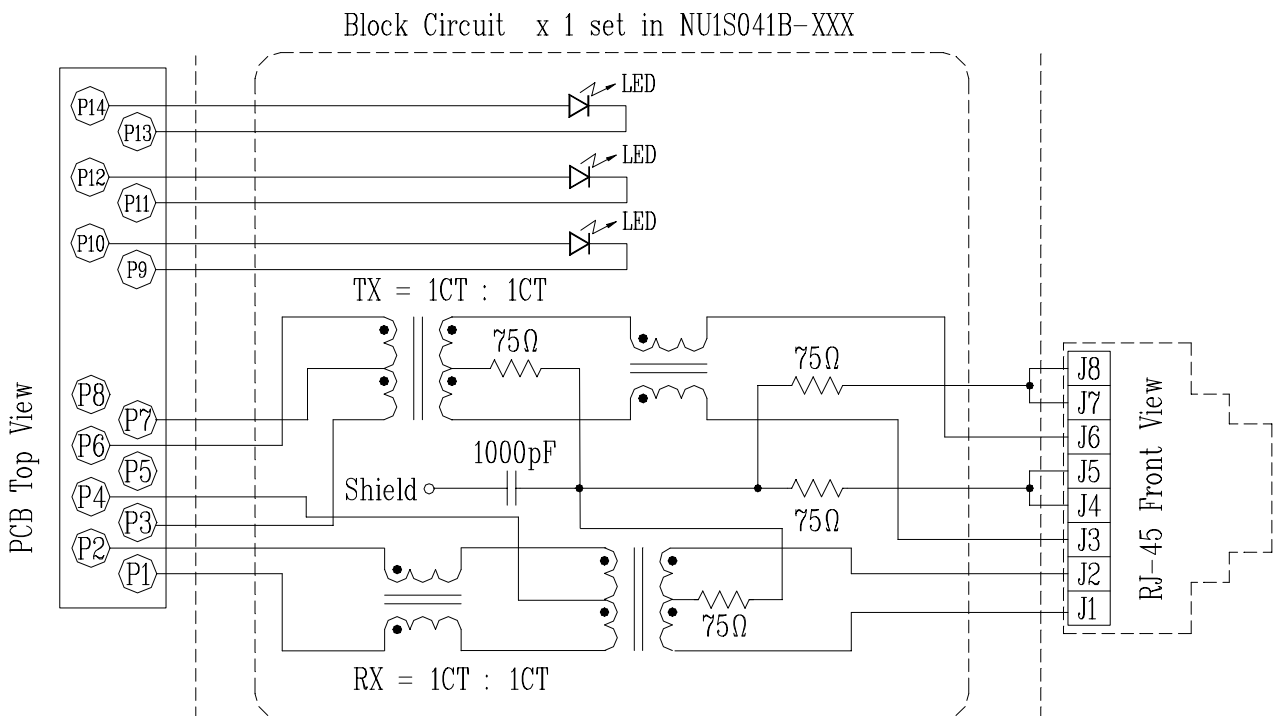 Block Circuit x 1 set in NU1S041B-XXX
P14
LED
P13
P12
LED
P11
P10
LED
P9
TX = 1CT : 1CT
75Ω
75Ω
J8
P8
J7
P7
J6
P6
1000pF
J5
P5
Shield
J4
P4
75Ω
P3
J3
P2
J2
P1
J1
75Ω
RX = 1CT : 1CT
PCB Top View
RJ-45 Front View